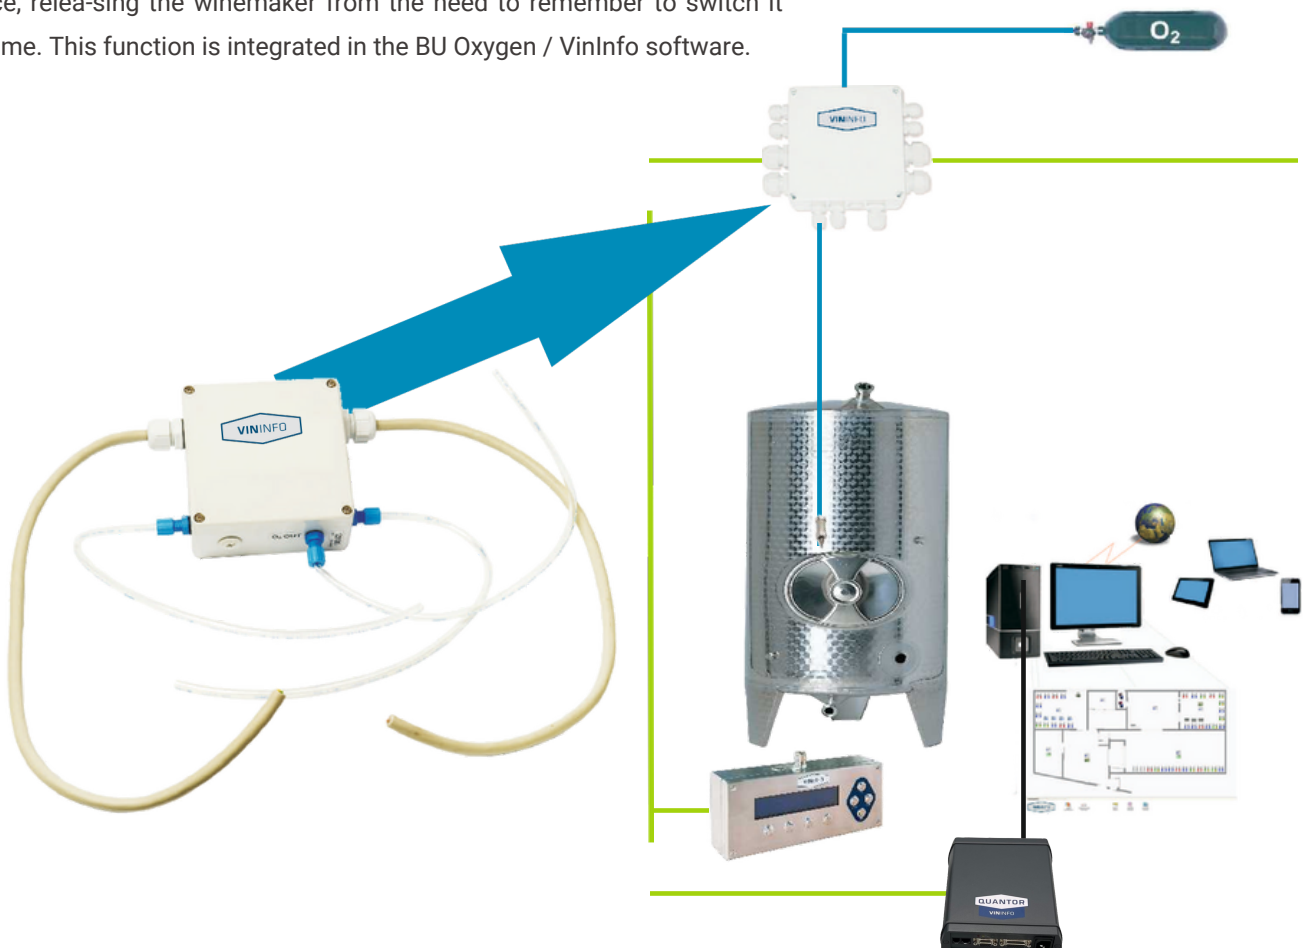 ce, relea-sing the winemaker from the need to remember to switch it
me. This function is integrated in the BU Oxygen / VinInfo software.
O₂
VININFO
VININFO
O₂ OUT
QUANTOR
VININFO